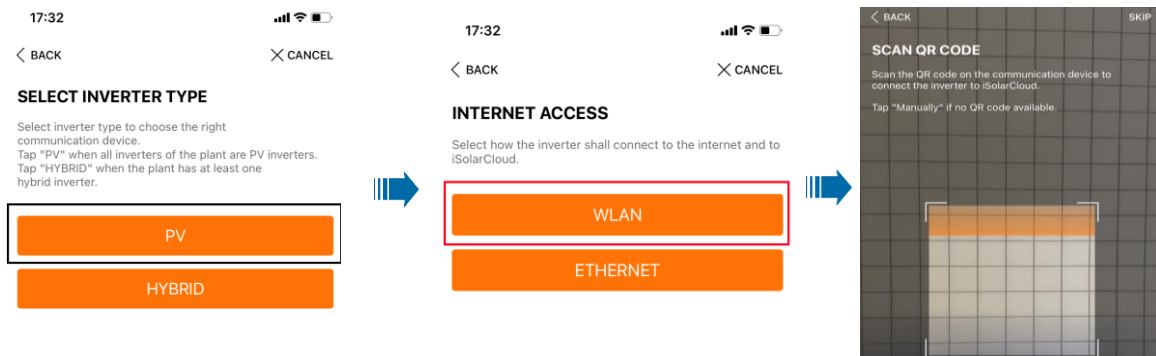 17:32
BACK
CANCEL
SELECT INVERTER TYPE
Select inverter type to choose the right
communication device.
Tap "PV" when all inverters of the plant are PV inverters.
Tap "HYBRID" when the plant has at least one
hybrid inverter.
PV
HYBRID
17:32
BACK
CANCEL
INTERNET ACCESS
Select how the inverter shall connect to the internet and to
iSolarCloud.
WLAN
ETHERNET
BACK
SKIP
SCAN QR CODE
Scan the QR code on the communication device to
connect the inverter to iSolarCloud.
Tap "Manually" if no QR code available.